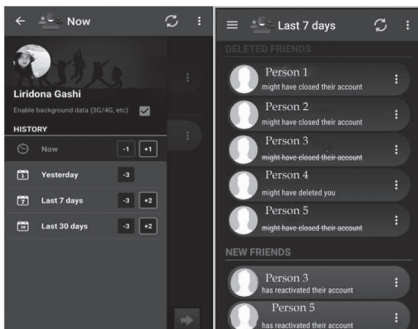 Now
Liridona Gashi
Enable background data (3G/4G, etc)
HISTORY
Now -1 +1
1 Yesterday -3
7 Last 7 days -3 +2
30 Last 30 days -3 +2
Last 7 days
DELETED FRIENDS
Person 1
might have closed their account
Person 2
might have closed their account
Person 3
might have closed their account
Person 4
might have deleted you
Person 5
might have closed their account
NEW FRIENDS
Person 3
has reactivated their account
Person 5
has reactivated their account